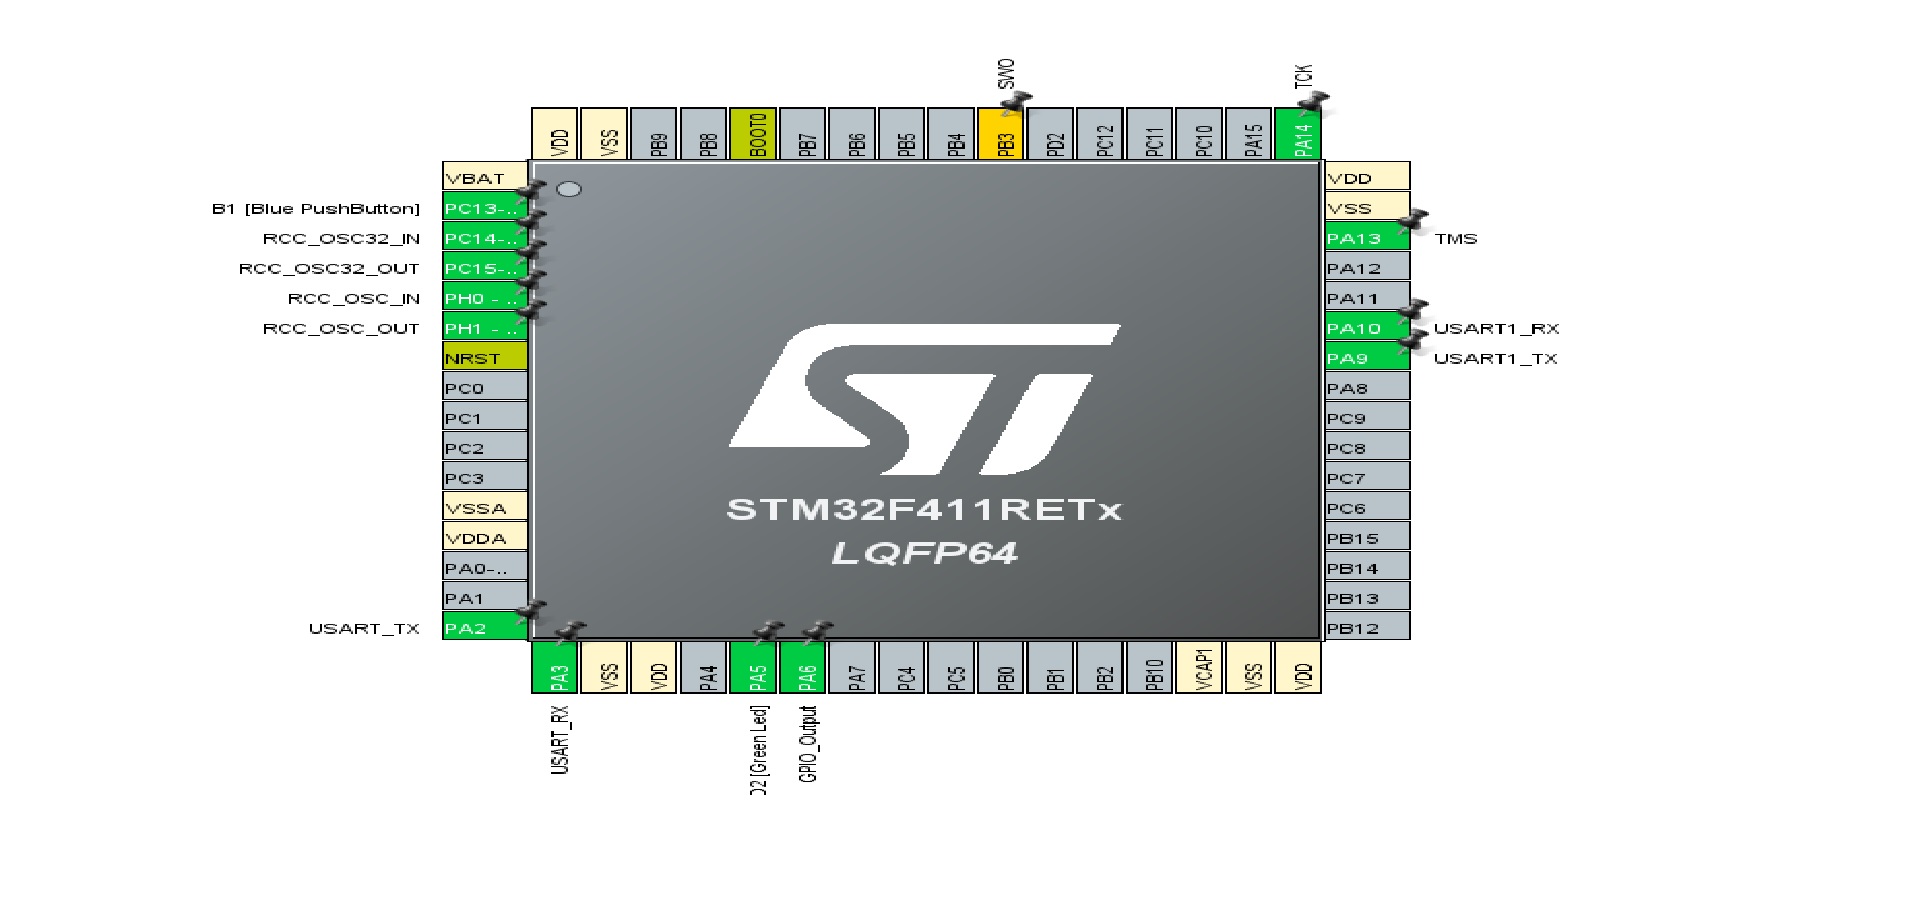 SWO
TCK
VDD
VSS
PB9
PB8
BOOT0
PB7
PB6
PB5
PB4
PB3
PD2
PC12
PC11
PC10
PA15
PA14
VBAT
B1 [Blue PushButton]
PC13-..
RCC_OSC32_IN
PC14-..
RCC_OSC32_OUT
PC15-..
RCC_OSC_IN
PH0 - ..
RCC_OSC_OUT
PH1 - ..
NRST
PC0
PC1
PC2
PC3
VSSA
VDDA
PA0-..
PA1
USART_TX
PA2
ST
STM32F411RETx
LQFP64
VDD
VSS
PA13
TMS
PA12
PA11
PA10
USART1_RX
PA9
USART1_TX
PA8
PC9
PC8
PC7
PC6
PB15
PB14
PB13
PB12
PA3
VSS
VDD
PA4
PA5
PA6
PA7
PC4
PC5
PB0
PB1
PB2
PB10
VCAP1
VSS
VDD
USART_RX
D2 [Green Led]
GPIO_Output